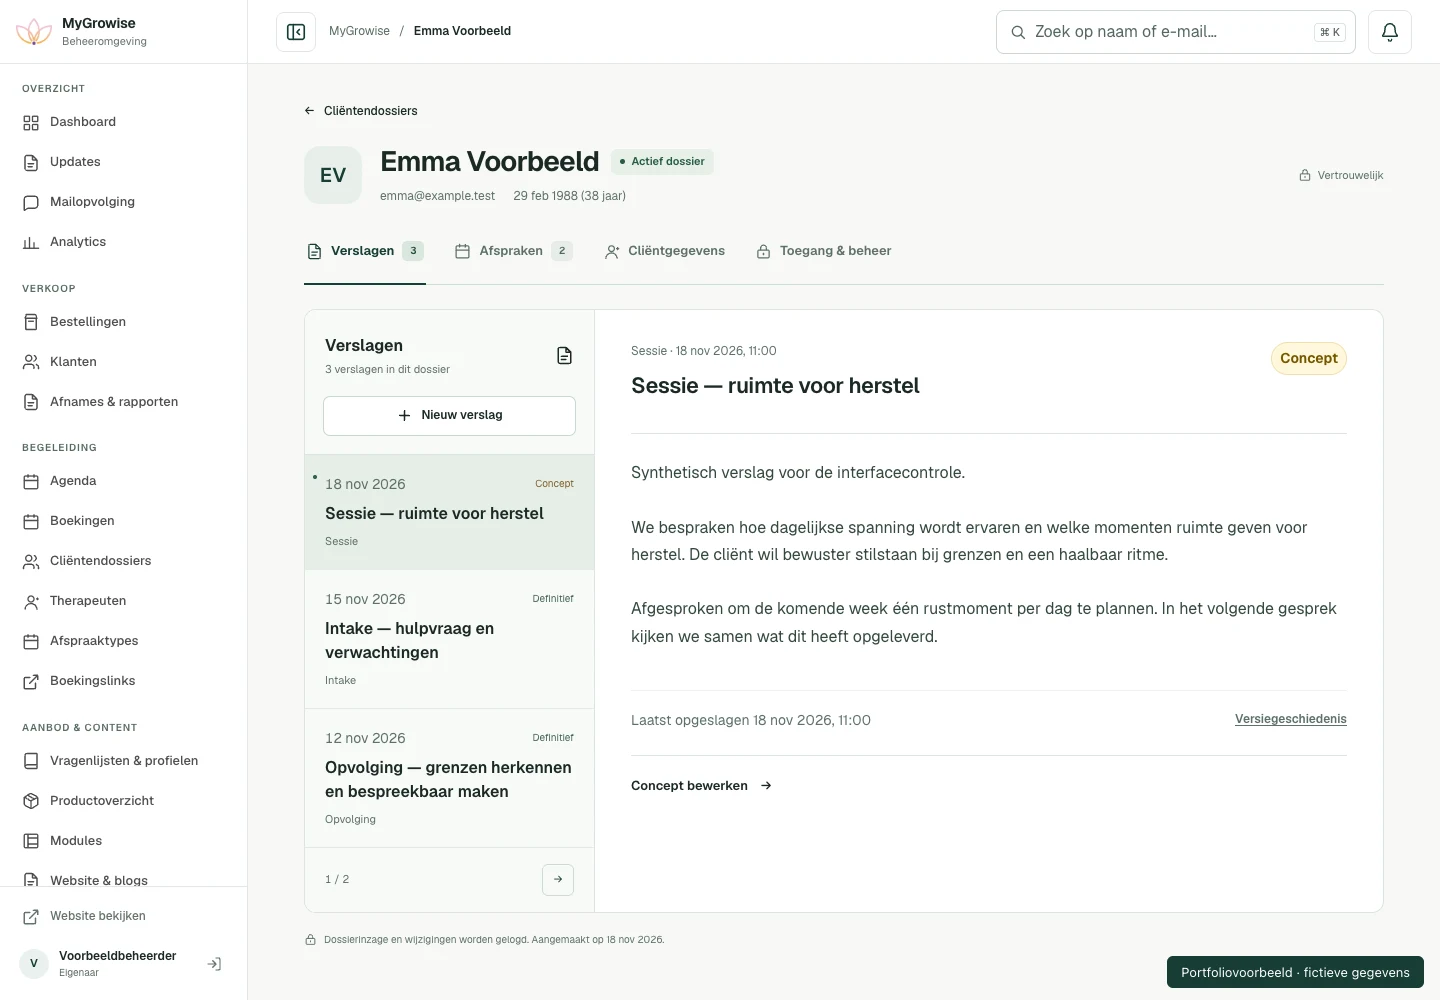 MyGrowise
Beheeromgeving
OVERZICHT
Dashboard
Updates
Mailopvolging
Analytics
VERKOOP
Bestellingen
Klanten
Afnames & rapporten
BEGELEIDING
Agenda
Boekingen
Cliëntendossiers
Therapeuten
Afspraaktypes
Boekingslinks
AANBOD & CONTENT
Vragenlijsten & profielen
Productoverzicht
Modules
Website & blogs
Website bekijken
V
Voorbeeldbeheerder
Eigenaar
MyGrowise / Emma Voorbeeld
Zoek op naam of e-mail...
⌘ K
← Cliëntendossiers
EV
Emma Voorbeeld
Actief dossier
emma@example.test 29 feb 1988 (38 jaar)
Vertrouwelijk
Verslagen 3
Afspraken 2
Cliëntgegevens
Toegang & beheer
Verslagen
3 verslagen in dit dossier
+ Nieuw verslag
18 nov 2026 Concept
Sessie — ruimte voor herstel
Sessie
15 nov 2026 Definitief
Intake — hulpvraag en
verwachtingen
Intake
12 nov 2026 Definitief
Opvolging — grenzen herkennen
en bespreekbaar maken
Opvolging
1 / 2 →
Sessie · 18 nov 2026, 11:00
Concept
Sessie — ruimte voor herstel
Synthetisch verslag voor de interfacecontrole.
We bespraken hoe dagelijkse spanning wordt ervaren en welke momenten ruimte geven voor
herstel. De cliënt wil bewuster stilstaan bij grenzen en een haalbaar ritme.
Afgesproken om de komende week één rustmoment per dag te plannen. In het volgende gesprek
kijken we samen wat dit heeft opgeleverd.
Laatst opgeslagen 18 nov 2026, 11:00
Versiegeschiedenis
Concept bewerken →
Dossierinzage en wijzigingen worden gelogd. Aangemaakt op 18 nov 2026.
Portfoliovoorbeeld · fictieve gegevens